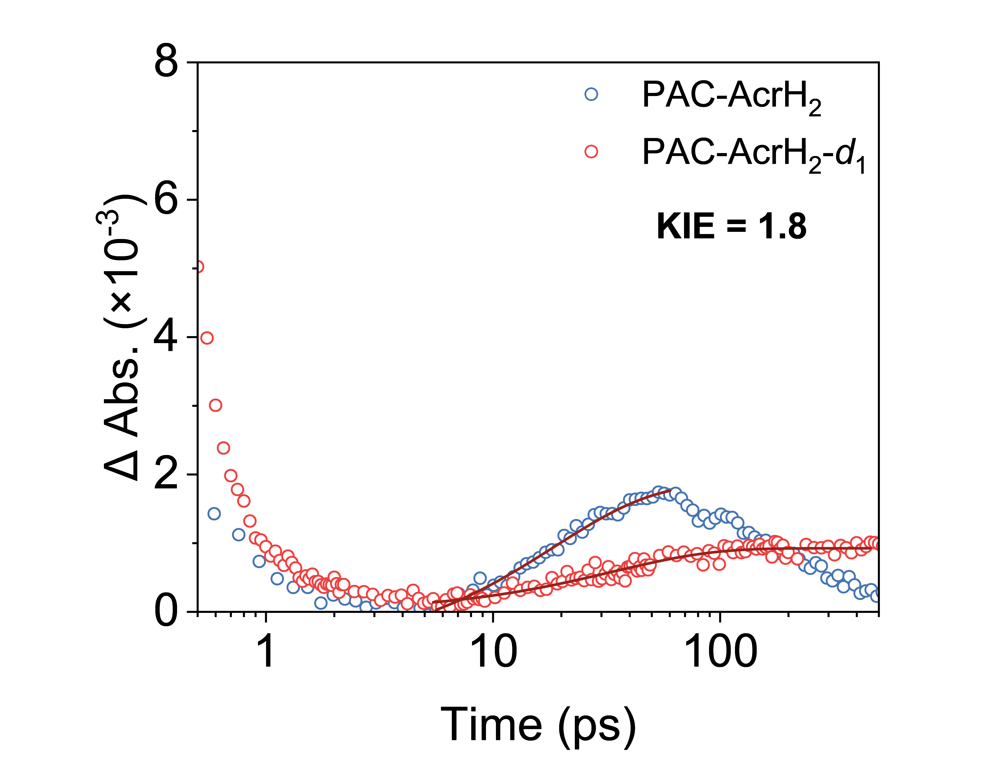 8
6
4
2
0
Δ Abs. (×10⁻³)
PAC-AcrH₂
PAC-AcrH₂-d₁
KIE = 1.8
1 10 100
Time (ps)